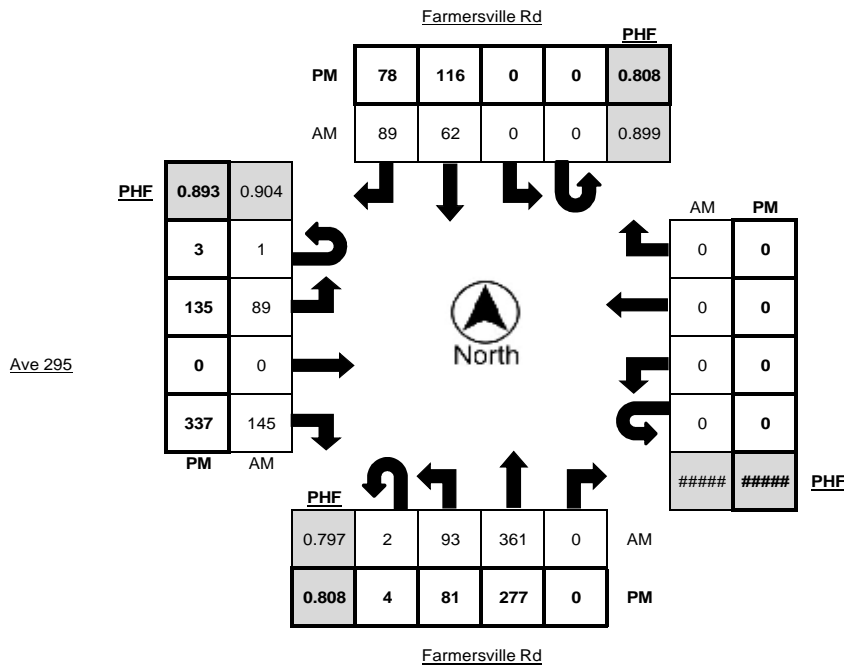 Farmersville Rd
PHF
PM 78 116 0 0 0.808
AM 89 62 0 0 0.899
PHF 0.893 0.904
AM PM
0 0
3 1
135 89
0 0
North
Ave 295
0 0
0 0
337 145
0 0
PM AM
##### ##### PHF
PHF
0.797 2 93 361 0 AM
0.808 4 81 277 0 PM
Farmersville Rd